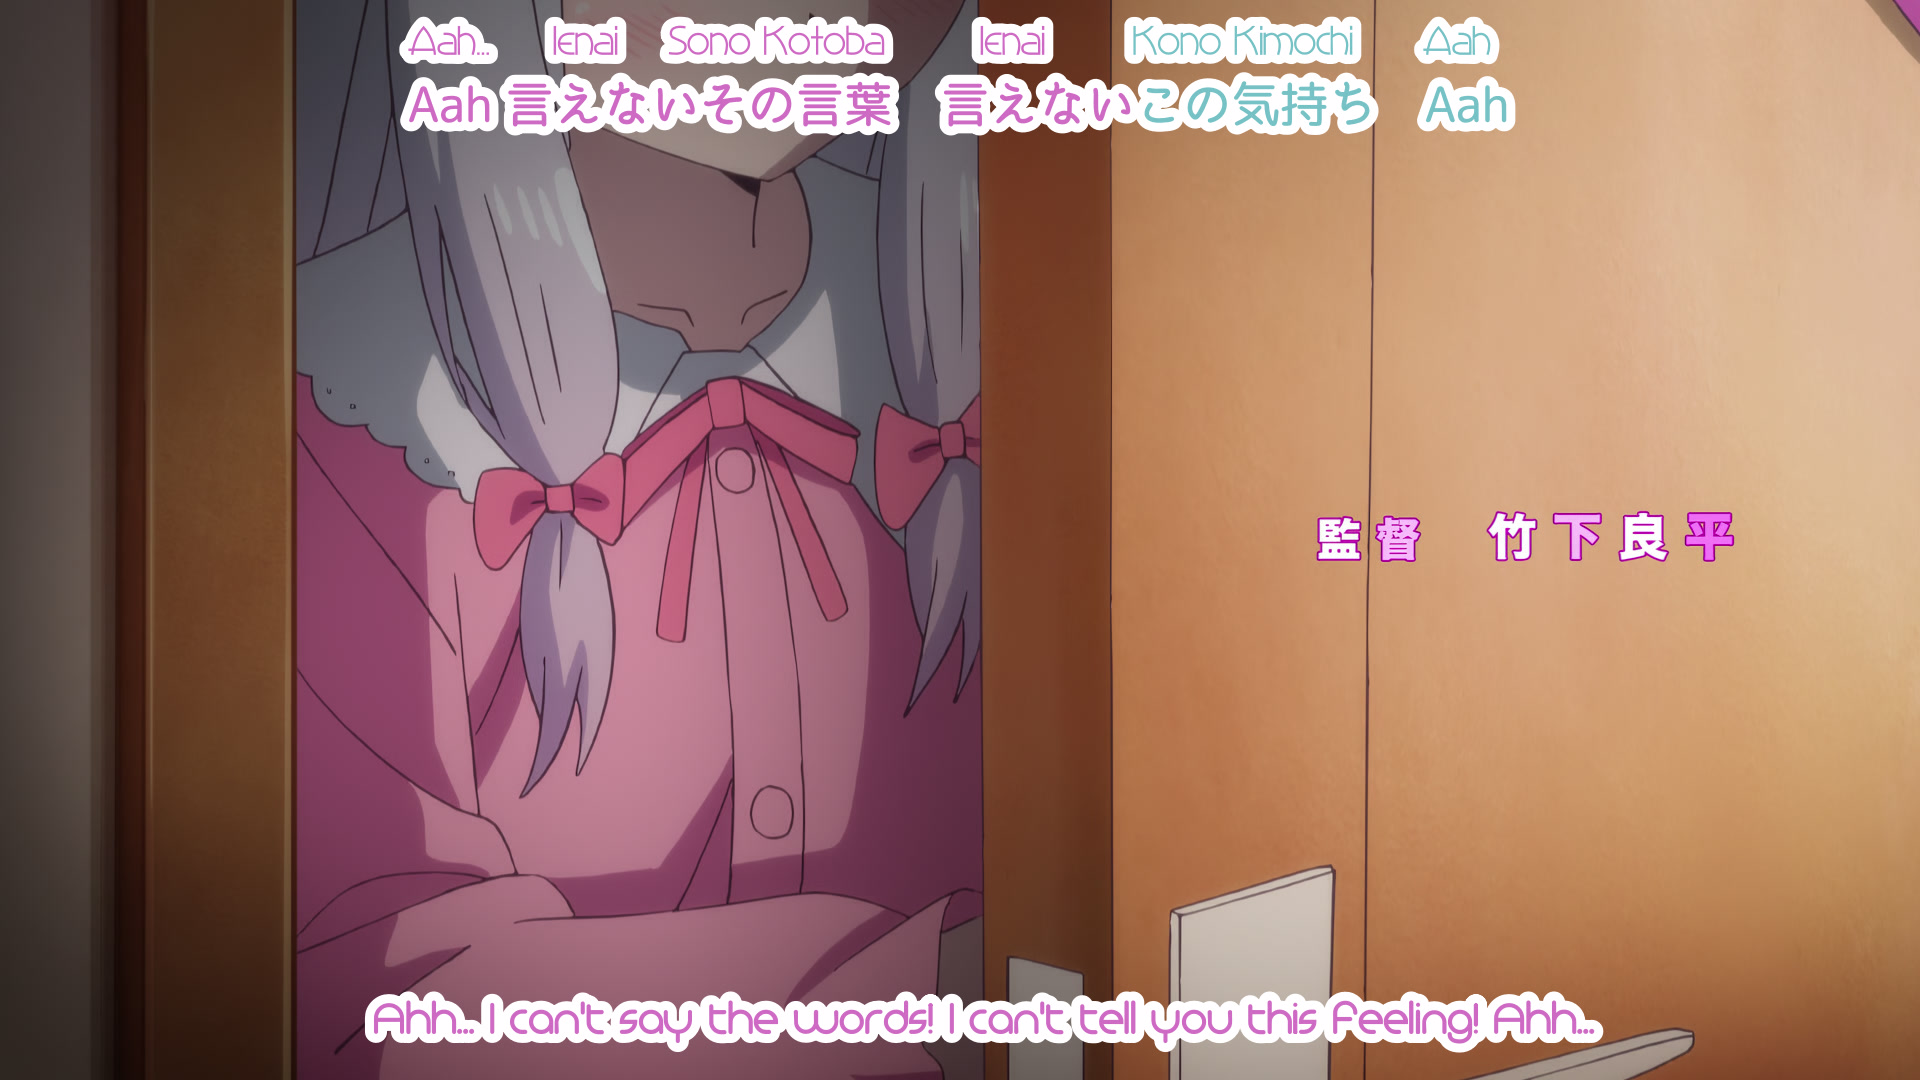 Aah... Ienai Sono Kotoba Ienai Kono Kimochi Aah
Aah 言えないその言葉 言えないこの気持ち Aah
監督 竹下良平
Ahh... I can't say the words! I can't tell you this feeling! Ahh...